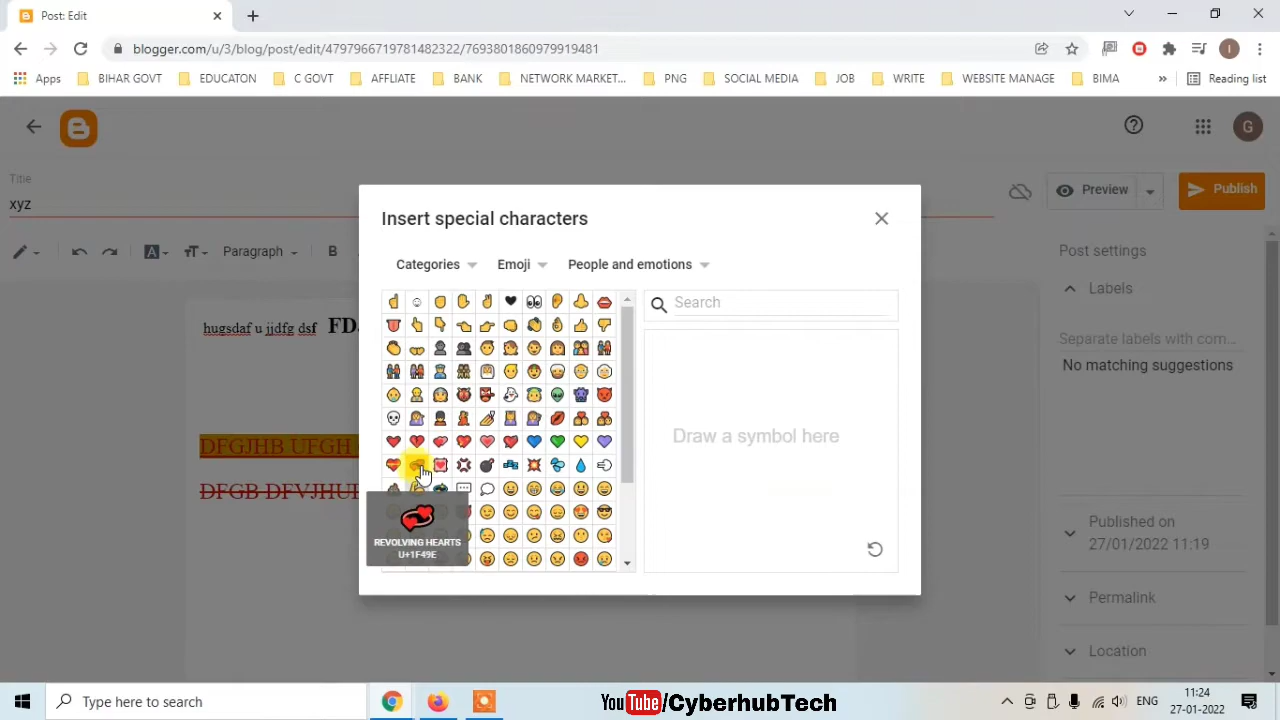 Post: Edit
blogger.com/u/3/blog/post/edit/4797966719781482322/7693801860979919481
Apps BIHAR GOVT EDUCATON C GOVT AFFLIATE BANK NETWORK MARKET... PNG SOCIAL MEDIA JOB WRITE WEBSITE MANAGE BIMA » Reading list
G
Title
xyz
Preview Publish
A Paragraph B
Insert special characters
Categories Emoji People and emotions
Search
Draw a symbol here
REVOLVING HEARTS
U+1F49E
hugsdaf u jjdfg dsf
DFGJHB UFGH
Post settings
Labels
Separate labels with com...
No matching suggestions
Published on
27/01/2022 11:19
Permalink
Location
Type here to search
YouTube/CyberhubTech
ENG
11:24
27-01-2022